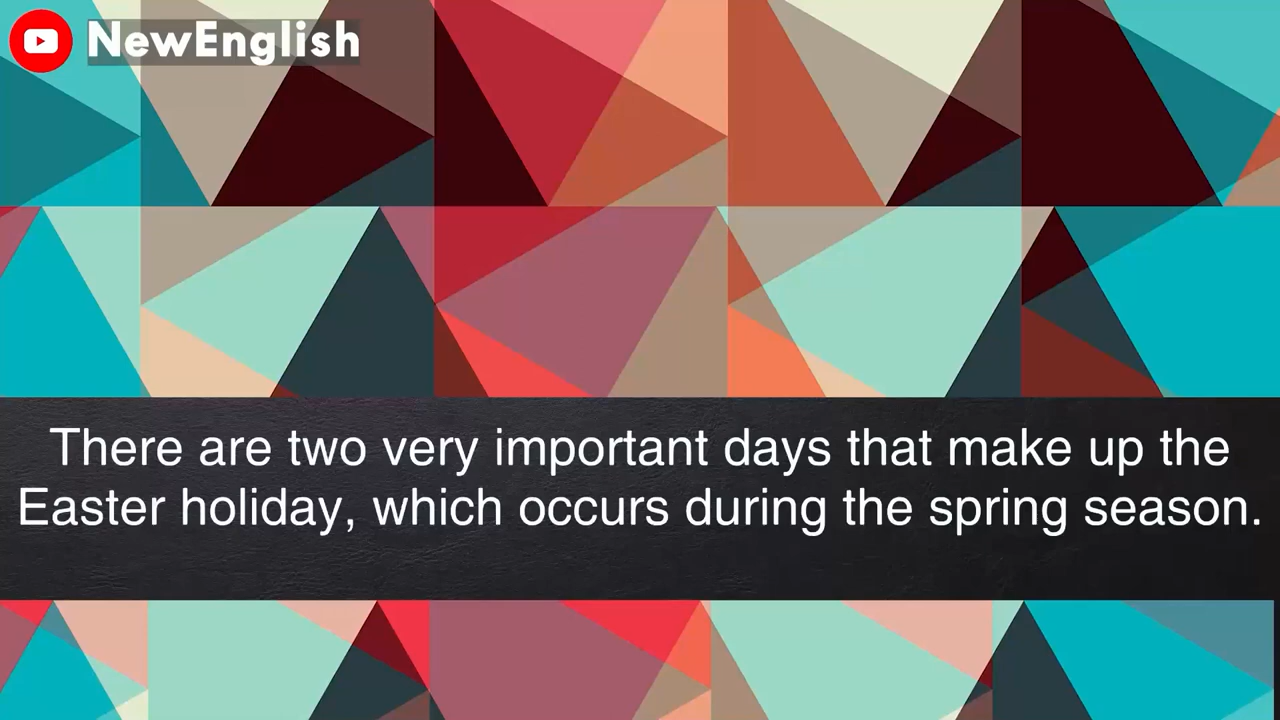 NewEnglish
There are two very important days that make up the
Easter holiday, which occurs during the spring season.